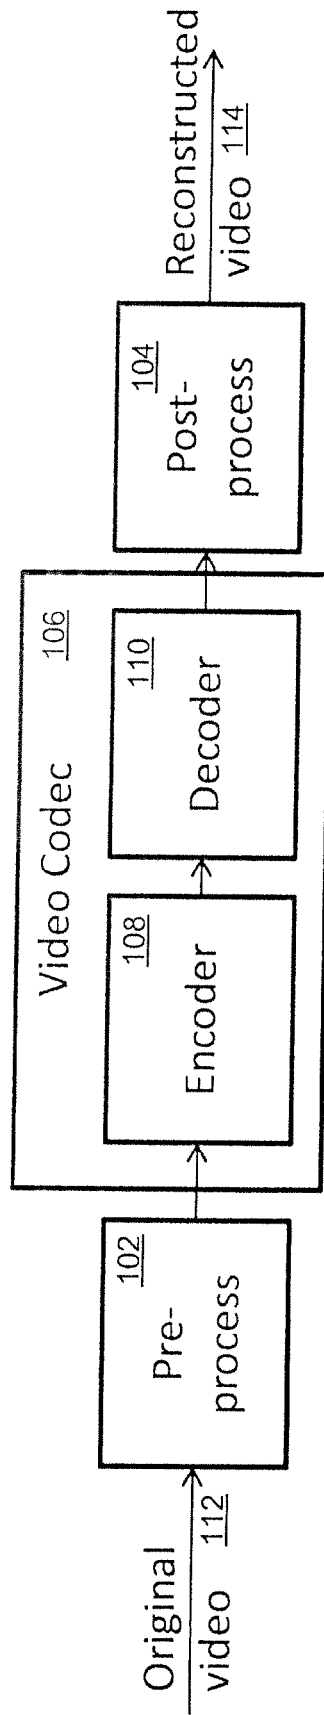 Original
video 112
102
Pre-
process
Video Codec 106
108
Encoder
110
Decoder
104
Post-
process
Reconstructed
video 114